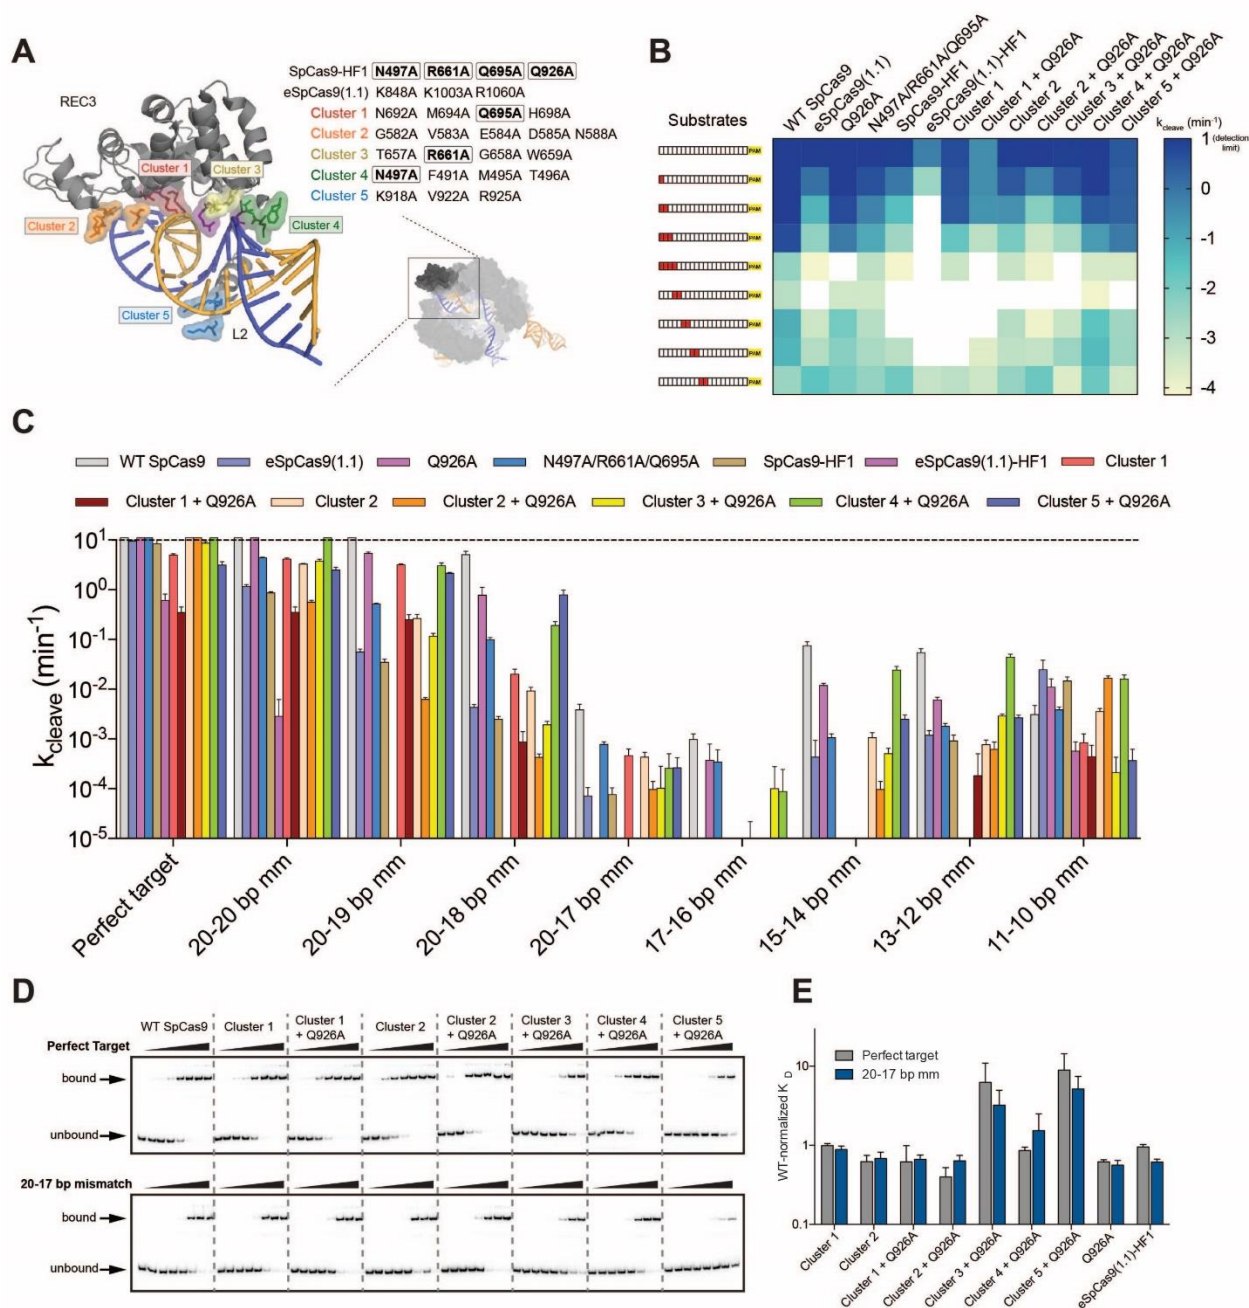 A
REC3
Cluster 1
Cluster 3
Cluster 2
Cluster 4
Cluster 5
L2
SpCas9-HF1 N497A R661A Q695A Q926A
eSpCas9(1.1) K848A K1003A R1060A
Cluster 1 N692A M694A Q695A H698A
Cluster 2 G582A V583A E584A D585A N588A
Cluster 3 T657A R661A G658A W659A
Cluster 4 N497A F491A M495A T496A
Cluster 5 K918A V922A R925A
B
Substrates
WT SpCas9
eSpCas9(1.1)
Q926A
N497A/R661A/Q695A
SpCas9-HF1
eSpCas9(1.1)-HF1
Cluster 1
Cluster 1 + Q926A
Cluster 2
Cluster 2 + Q926A
Cluster 3 + Q926A
Cluster 4 + Q926A
Cluster 5 + Q926A
PAM
PAM
PAM
PAM
PAM
PAM
PAM
PAM
PAM
kcleave (min-1)
1 (detection limit)
0
-1
-2
-3
-4
C
WT SpCas9 eSpCas9(1.1) Q926A N497A/R661A/Q695A SpCas9-HF1 eSpCas9(1.1)-HF1 Cluster 1
Cluster 1 + Q926A Cluster 2 Cluster 2 + Q926A Cluster 3 + Q926A Cluster 4 + Q926A Cluster 5 + Q926A
kcleave (min-1)
10^1
10^0
10^-1
10^-2
10^-3
10^-4
10^-5
Perfect target
20-20 bp mm
20-19 bp mm
20-18 bp mm
20-17 bp mm
17-16 bp mm
15-14 bp mm
13-12 bp mm
11-10 bp mm
D
WT SpCas9
Cluster 1
Cluster 1 + Q926A
Cluster 2
Cluster 2 + Q926A
Cluster 3 + Q926A
Cluster 4 + Q926A
Cluster 5 + Q926A
Perfect Target
bound
unbound
20-17 bp mismatch
bound
unbound
E
WT-normalized KD
10
1
0.1
Perfect target
20-17 bp mm
Cluster 1
Cluster 2
Cluster 1 + Q926A
Cluster 2 + Q926A
Cluster 3 + Q926A
Cluster 4 + Q926A
Cluster 5 + Q926A
Q926A
eSpCas9(1.1)-HF1